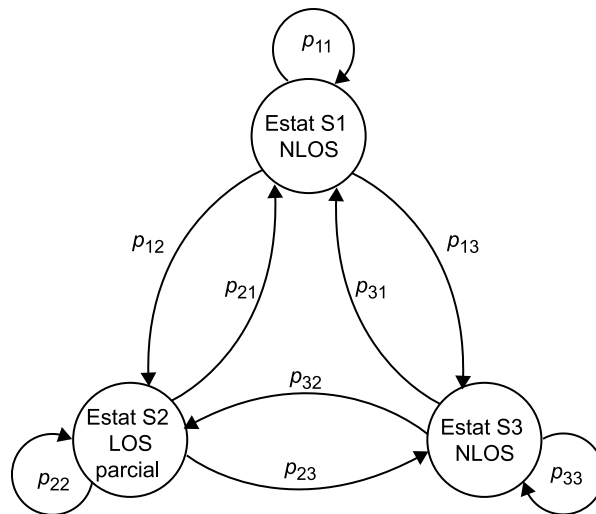 p11
Estat S1
NLOS
p12
p13
p21
p31
p32
Estat S2
LOS
parcial
Estat S3
NLOS
p22
p23
p33